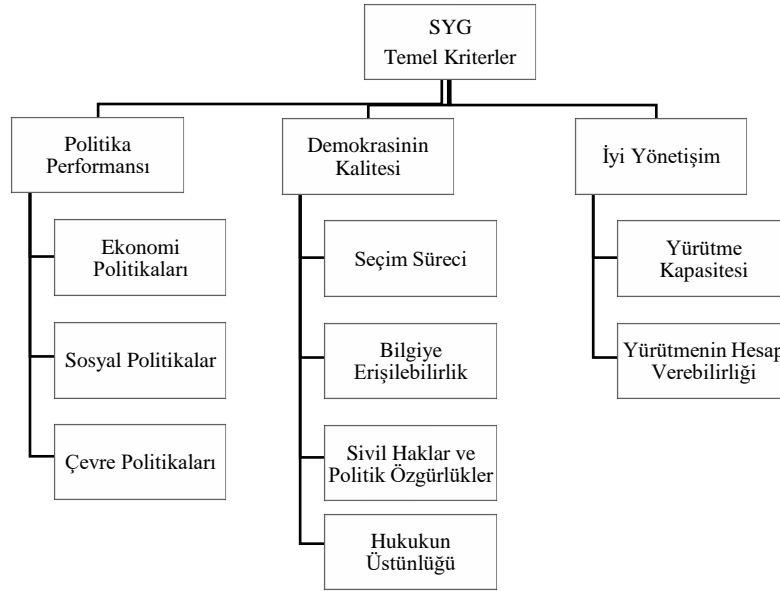 SYG
Temel Kriterler
Politika
Performansı
Ekonomi
Politikaları
Sosyal Politikalar
Çevre Politikaları
Demokrasinin
Kalitesi
Seçim Süreci
Bilgiye
Erişilebilirlik
Sivil Haklar ve
Politik Özgürlükler
Hukukun
Üstünlüğü
İyi Yönetişim
Yürütme
Kapasitesi
Yürütmenin Hesap
Verebilirliği